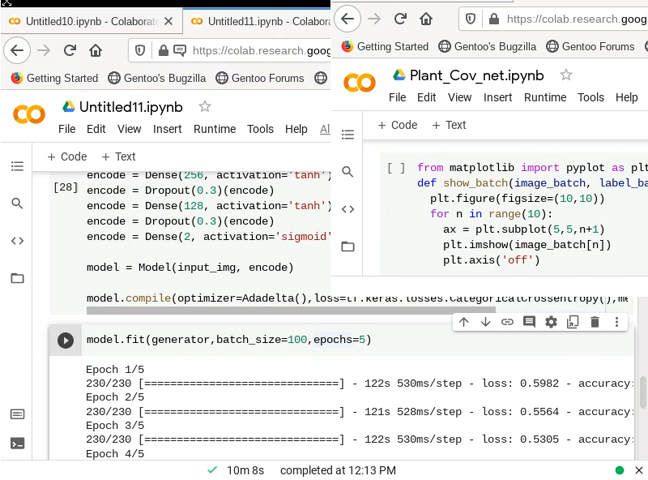 Untitled10.ipynb - Colaborat
Untitled11.ipynb - Colabora
https://colab.research.goog
Getting Started
Gentoo's Bugzilla
Gentoo Forums
Untitled11.ipynb
File Edit View Insert Runtime Tools Help Al
+ Code + Text
encode = Dense(256, activation='tanh')
[28] encode = Dropout(0.3)(encode)
encode = Dense(128, activation='tanh')
encode = Dropout(0.3)(encode)
encode = Dense(2, activation='sigmoid'
model = Model(input_img, encode)
model.compile(optimizer=Adadelta(),loss=tf.keras.losses.CategoricalCrossentropy(),me
model.fit(generator,batch_size=100,epochs=5)
Epoch 1/5
230/230 [==============================] - 122s 530ms/step - loss: 0.5982 - accuracy:
Epoch 2/5
230/230 [==============================] - 121s 528ms/step - loss: 0.5564 - accuracy:
Epoch 3/5
230/230 [==============================] - 122s 530ms/step - loss: 0.5305 - accuracy:
Epoch 4/5
10m 8s completed at 12:13 PM
https://colab.research.goog
Getting Started
Gentoo's Bugzilla
Gentoo
Plant_Cov_net.ipynb
File Edit View Insert Runtime Tools Help
+ Code + Text
[ ] from matplotlib import pyplot as plt
def show_batch(image_batch, label_ba
plt.figure(figsize=(10,10))
for n in range(10):
ax = plt.subplot(5,5,n+1)
plt.imshow(image_batch[n])
plt.axis('off')